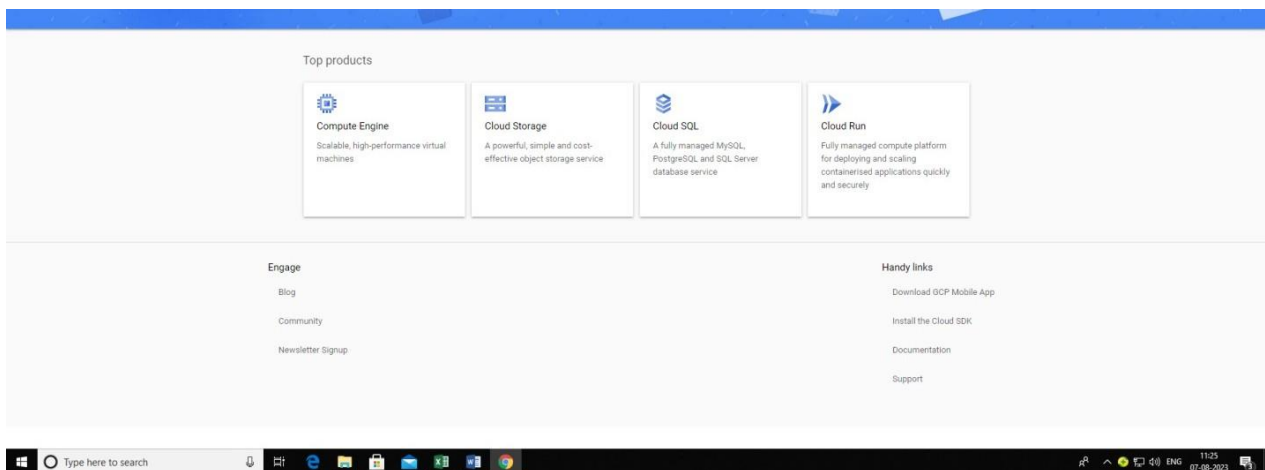 Top products
Compute Engine
Scalable, high-performance virtual
machines
Cloud Storage
A powerful, simple and cost-
effective object storage service
Cloud SQL
A fully managed MySQL,
PostgreSQL and SQL Server
database service
Cloud Run
Fully managed compute platform
for deploying and scaling
containerised applications quickly
and securely
Engage
Blog
Community
Newsletter Signup
Handy links
Download GCP Mobile App
Install the Cloud SDK
Documentation
Support
Type here to search
ENG
11:25
07-08-2023